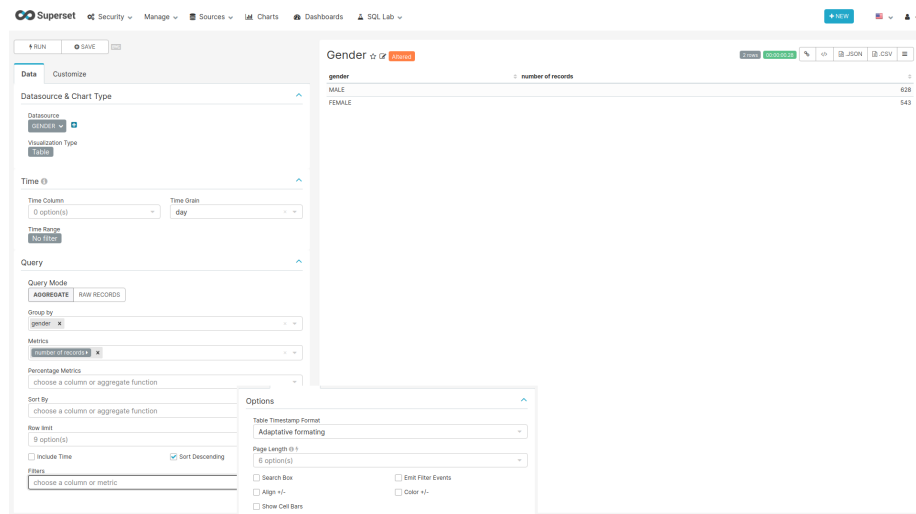 Superset Security Manage Sources Charts Dashboards SQL Lab + NEW
RUN SAVE
Data Customize
Datasource & Chart Type
Datasource
GENDER
Visualization Type
Table
Time
Time Column Time Grain
0 option(s) day
Time Range
No filter
Query
Query Mode
AGGREGATE RAW RECORDS
Group by
gender x
Metrics
number of records x
Percentage Metrics
choose a column or aggregate function
Sort By
choose a column or aggregate function
Row limit
9 option(s)
Include Time Sort Descending
Filters
choose a column or metric
Gender Altered 2 rows 00:00:00.28 .JSON .CSV
gender number of records
MALE 628
FEMALE 543
Options
Table Timestamp Format
Adaptative formating
Page Length
6 option(s)
Search Box Emit Filter Events
Align +/- Color +/-
Show Cell Bars